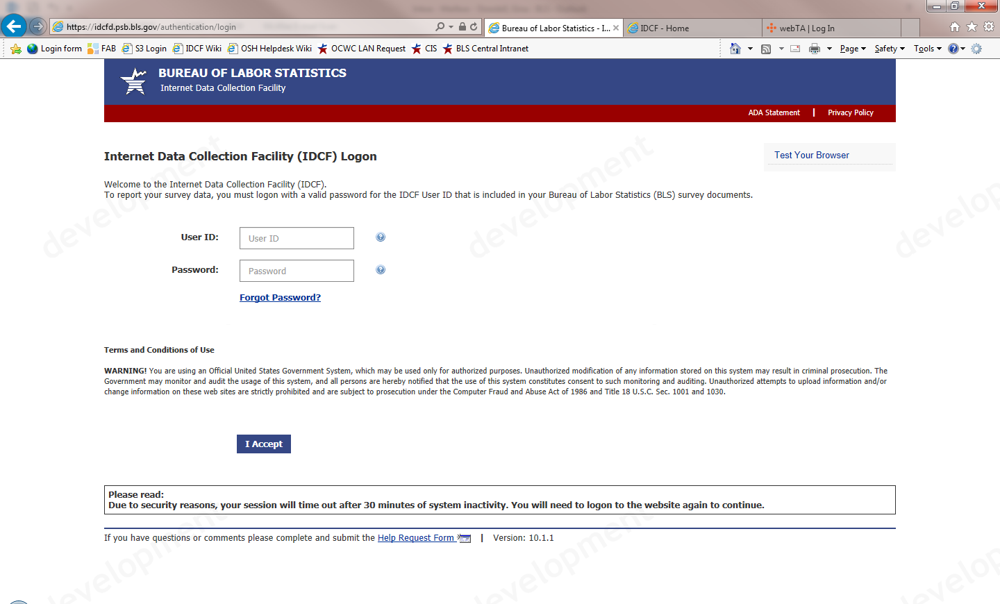 https://idcfd.psb.bls.gov/authentication/login
Bureau of Labor Statistics - I...
IDCF - Home
webTA | Log In
Login form
FAB
S3 Login
IDCF Wiki
OSH Helpdesk Wiki
OCWC LAN Request
CIS
BLS Central Intranet
Page
Safety
Tools
BUREAU OF LABOR STATISTICS
Internet Data Collection Facility
ADA Statement | Privacy Policy
Internet Data Collection Facility (IDCF) Logon
Test Your Browser
Welcome to the Internet Data Collection Facility (IDCF).
To report your survey data, you must logon with a valid password for the IDCF User ID that is included in your Bureau of Labor Statistics (BLS) survey documents.
User ID: User ID
Password: Password
Forgot Password?
Terms and Conditions of Use
WARNING! You are using an Official United States Government System, which may be used only for authorized purposes. Unauthorized modification of any information stored on this system may result in criminal prosecution. The
Government may monitor and audit the usage of this system, and all persons are hereby notified that the use of this system constitutes consent to such monitoring and auditing. Unauthorized attempts to upload information and/or
change information on these web sites are strictly prohibited and are subject to prosecution under the Computer Fraud and Abuse Act of 1986 and Title 18 U.S.C. Sec. 1001 and 1030.
I Accept
Please read:
Due to security reasons, your session will time out after 30 minutes of system inactivity. You will need to logon to the website again to continue.
If you have questions or comments please complete and submit the Help Request Form | Version: 10.1.1
development
development
develop
development
development
develop